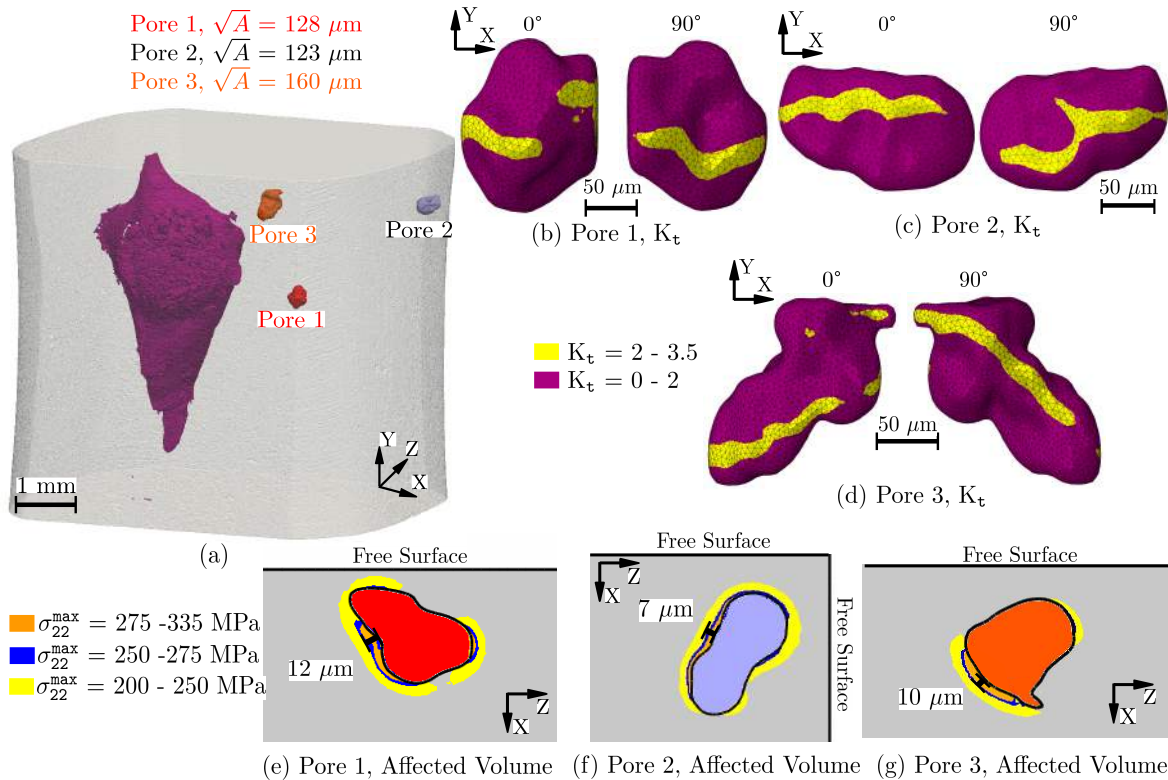 Pore 1, √A = 128 μm
Pore 2, √A = 123 μm
Pore 3, √A = 160 μm
Pore 3
Pore 2
Pore 1
Y
Z
X
1 mm
(a)
Y
X
0°
90°
50 μm
(b) Pore 1, Kt
Y
X
0°
90°
50 μm
(c) Pore 2, Kt
Y
X
0°
90°
Kt = 2 - 3.5
Kt = 0 - 2
50 μm
(d) Pore 3, Kt
σ22max = 275 -335 MPa
σ22max = 250 -275 MPa
σ22max = 200 - 250 MPa
Free Surface
12 μm
Z
X
(e) Pore 1, Affected Volume
Free Surface
Z
X
7 μm
Free Surface
(f) Pore 2, Affected Volume
Free Surface
10 μm
Z
X
(g) Pore 3, Affected Volume